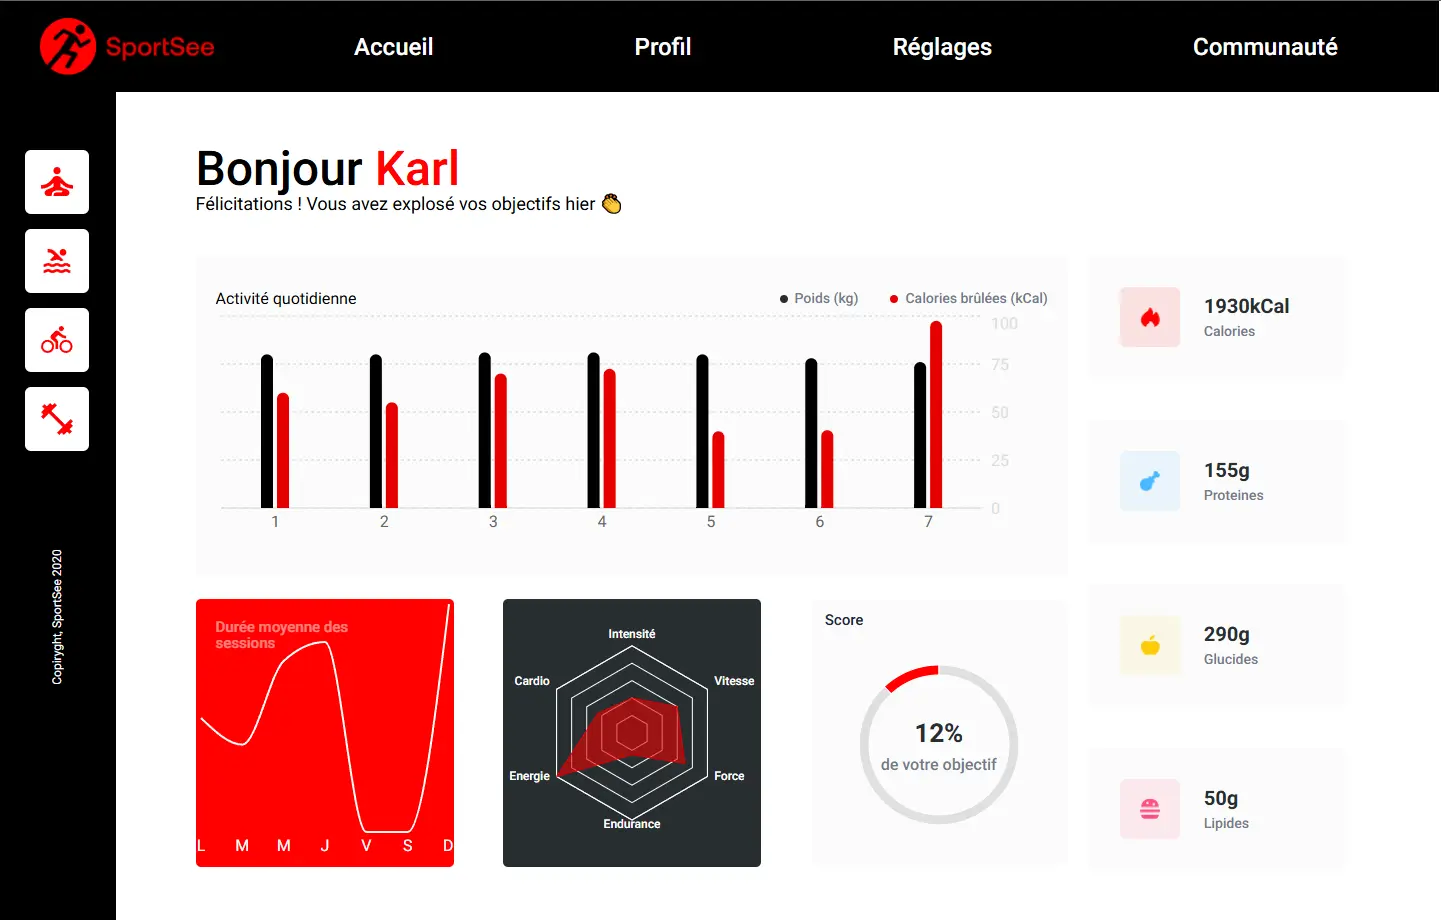 SportSee
Accueil
Profil
Réglages
Communauté
Bonjour Karl
Félicitations ! Vous avez explosé vos objectifs hier 👏
Activité quotidienne
Poids (kg)
Calories brûlées (kCal)
100
75
50
25
0
1 2 3 4 5 6 7
1930kCal
Calories
155g
Proteines
290g
Glucides
50g
Lipides
Durée moyenne des
sessions
L M M J V S D
Intensité
Vitesse
Force
Endurance
Energie
Cardio
Score
12%
de votre objectif
Copiryght, SportSee 2020